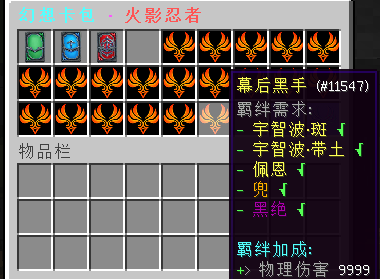 幻想卡包 - 火影忍者
幕后黑手 (#11547)
羁绊需求:
- 宇智波·斑 √
- 宇智波·带土 √
- 佩恩 √
- 兜 √
- 黑绝 √
物品栏
羁绊加成:
+> 物理伤害 9999